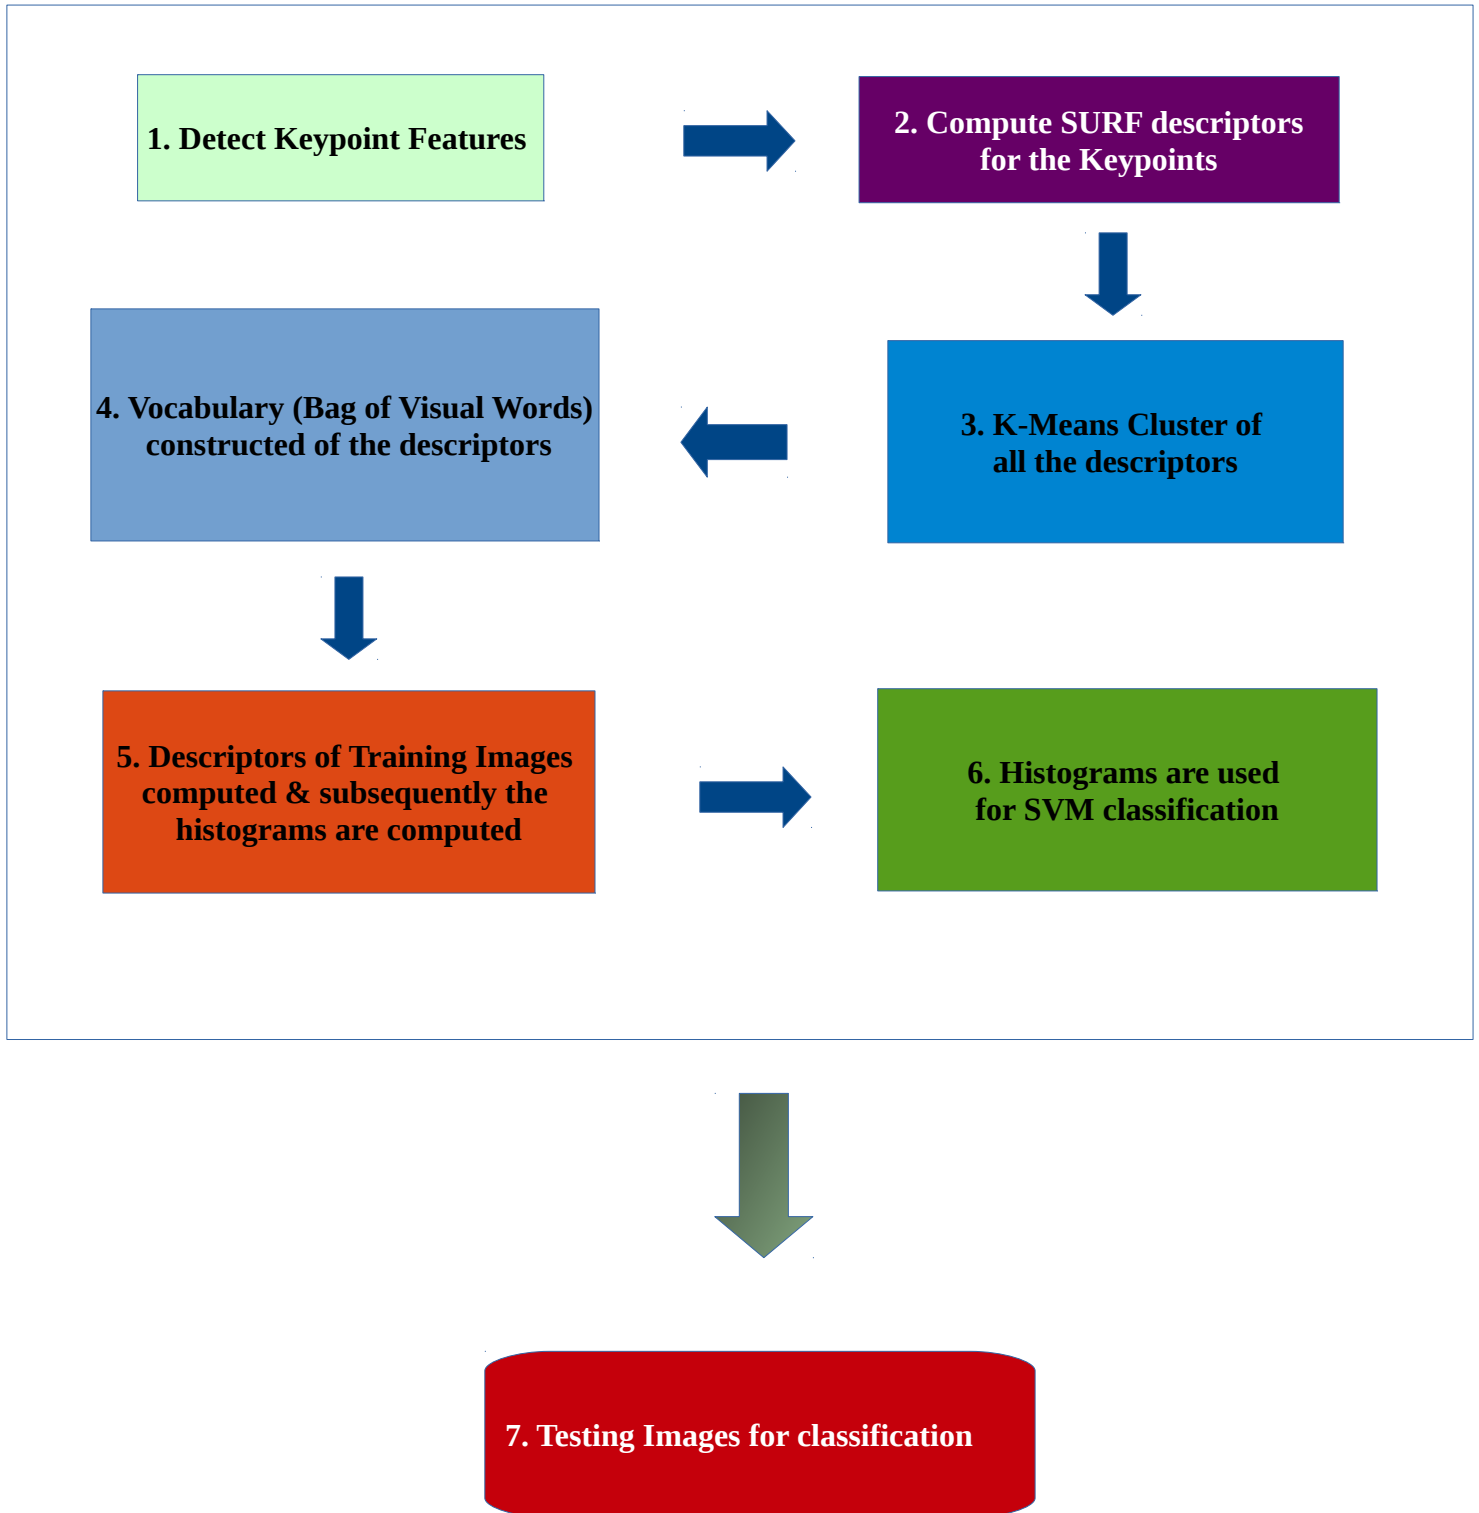 1. Detect Keypoint Features
2. Compute SURF descriptors
for the Keypoints
3. K-Means Cluster of
all the descriptors
4. Vocabulary (Bag of Visual Words)
constructed of the descriptors
5. Descriptors of Training Images
computed & subsequently the
histograms are computed
6. Histograms are used
for SVM classification
7. Testing Images for classification